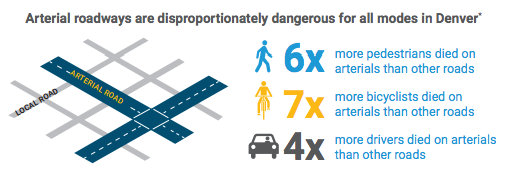 Arterial roadways are disproportionately dangerous for all modes in Denver*
ARTERIAL ROAD
LOCAL ROAD
6x more pedestrians died on
arterials than other roads
7x more bicyclists died on
arterials than other roads
4x more drivers died on arterials
than other roads